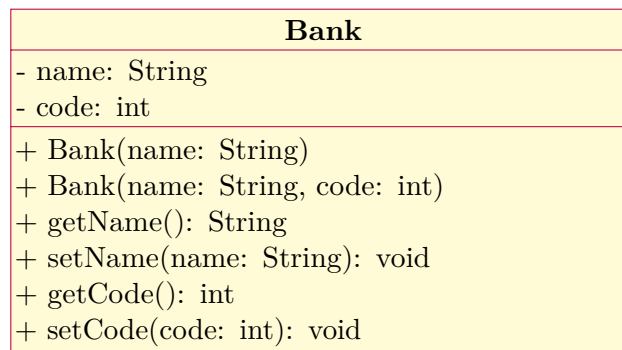 Bank
- name: String
- code: int
+ Bank(name: String)
+ Bank(name: String, code: int)
+ getName(): String
+ setName(name: String): void
+ getCode(): int
+ setCode(code: int): void